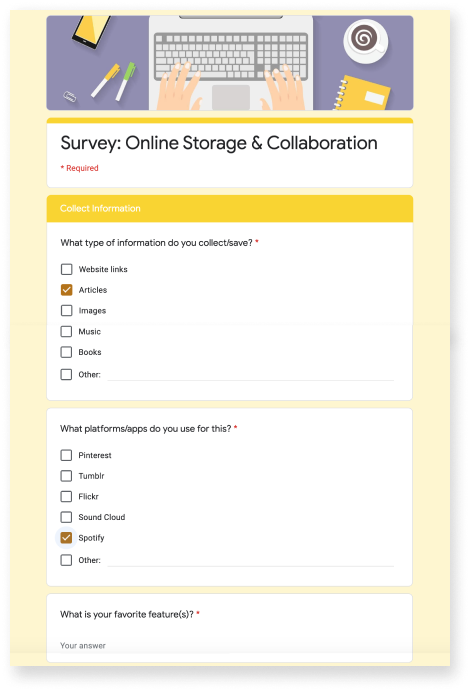 Survey: Online Storage & Collaboration
* Required
Collect Information
What type of information do you collect/save? *
Website links
Articles
Images
Music
Books
Other:
What platforms/apps do you use for this? *
Pinterest
Tumblr
Flickr
Sound Cloud
Spotify
Other:
What is your favorite feature(s)? *
Your answer